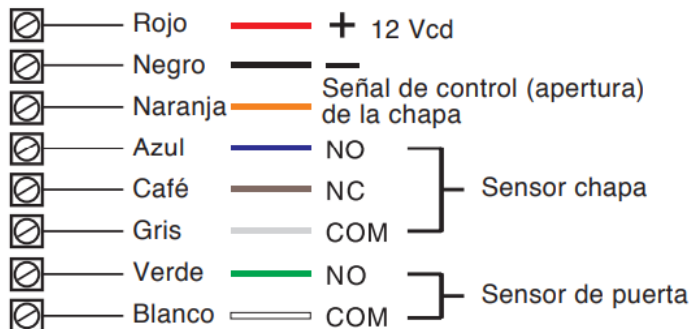 Rojo + 12 Vcd
Negro −
Naranja Señal de control (apertura)
de la chapa
Azul NO
Café NC Sensor chapa
Gris COM
Verde NO
Sensor de puerta
Blanco COM